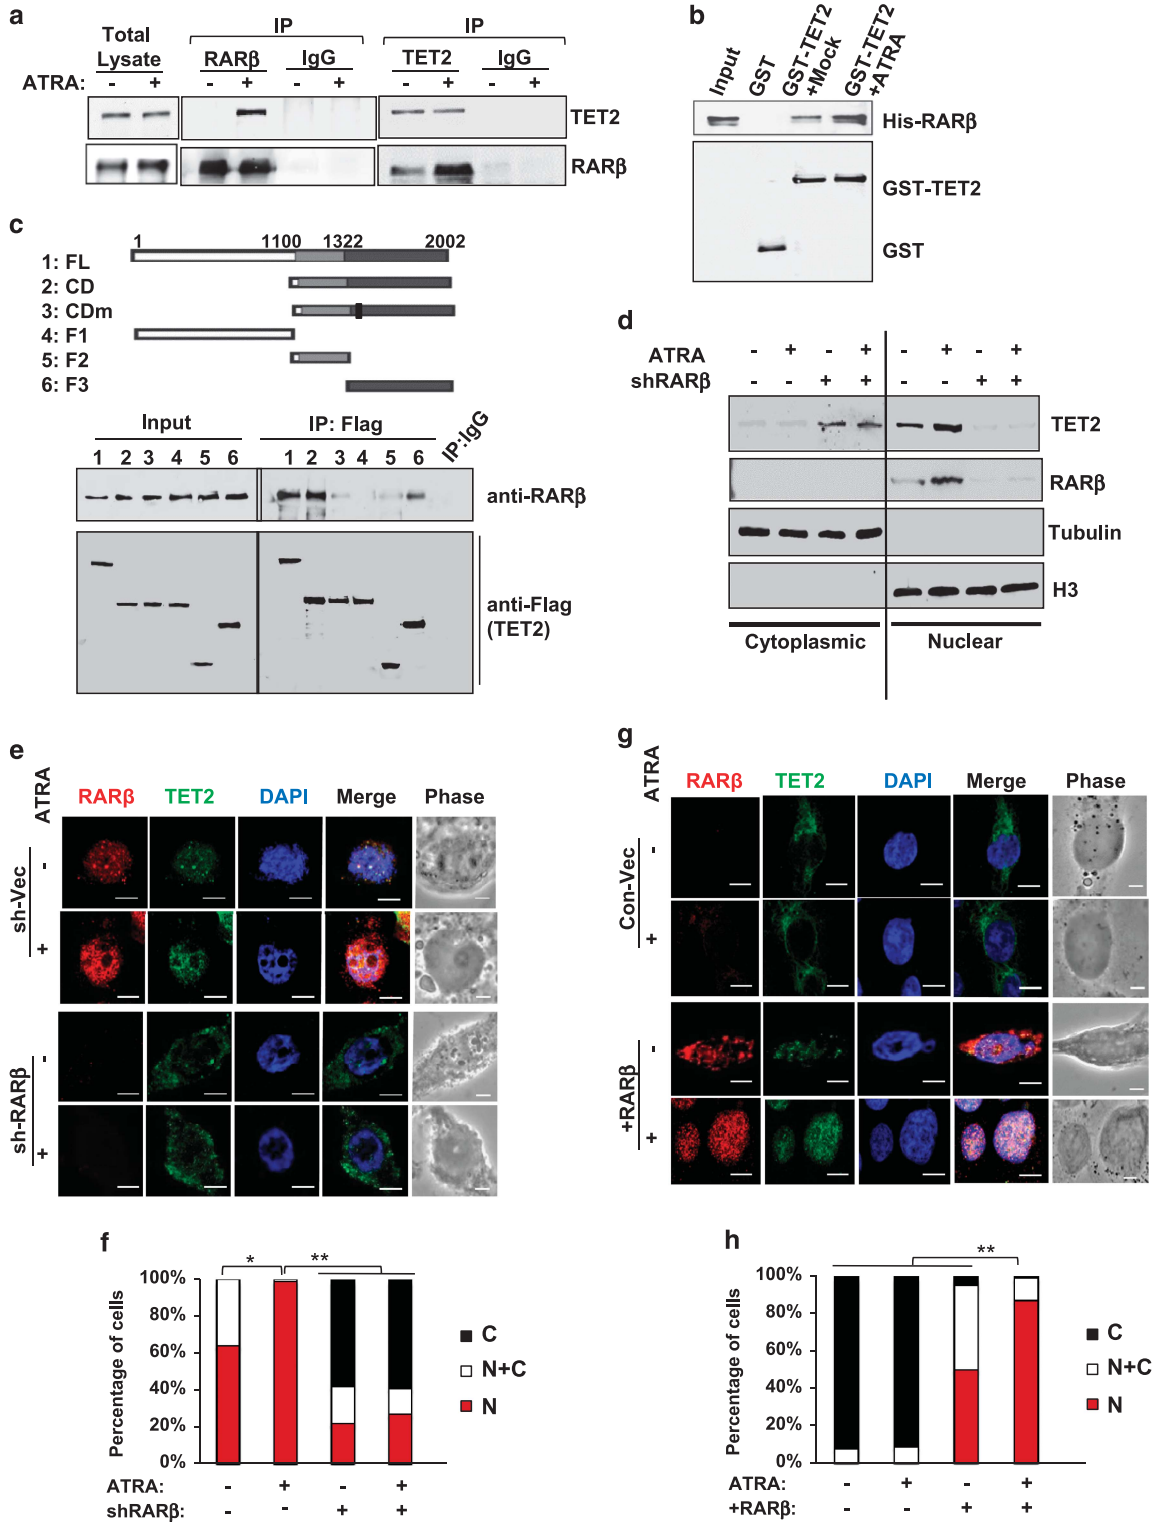 a
Total
Lysate
IP
IP
RARβ
IgG
TET2
IgG
ATRA: - + - + - + - + - +
TET2
RARβ
b
Input
GST
GST-TET2
+Mock
GST-TET2
+ATRA
His-RARβ
GST-TET2
GST
c
1 1100 1322 2002
1: FL
2: CD
3: CDm
4: F1
5: F2
6: F3
Input
IP: Flag
IP:IgG
1 2 3 4 5 6 1 2 3 4 5 6
anti-RARβ
anti-Flag
(TET2)
d
ATRA - + - + - + - +
shRARβ - - + + - - + +
TET2
RARβ
Tubulin
H3
Cytoplasmic
Nuclear
e
ATRA
RARβ TET2 DAPI Merge Phase
sh-Vec
-
+
sh-RARβ
-
+
g
ATRA
RARβ TET2 DAPI Merge Phase
Con-Vec
-
+
+RARβ
-
+
f
* **
Percentage of cells
100%
80%
60%
40%
20%
0%
C
N+C
N
ATRA: - + - +
shRARβ: - - + +
h
**
Percentage of cells
100%
80%
60%
40%
20%
0%
C
N+C
N
ATRA: - + - +
+RARβ: - - + +